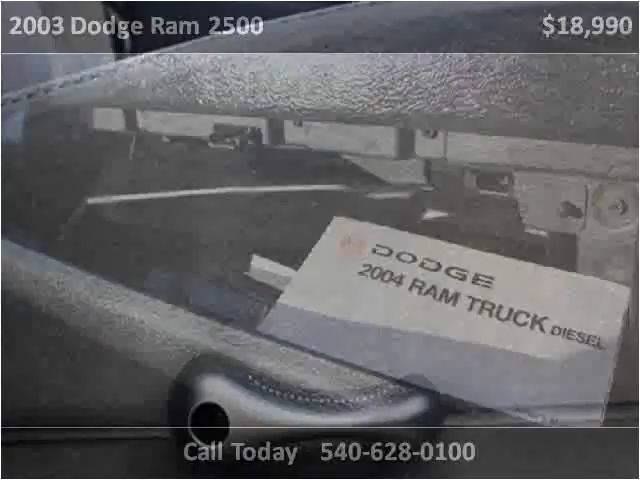 2003 Dodge Ram 2500 $18,990
DODGE
2004 RAM TRUCK DIESEL
Call Today 540-628-0100